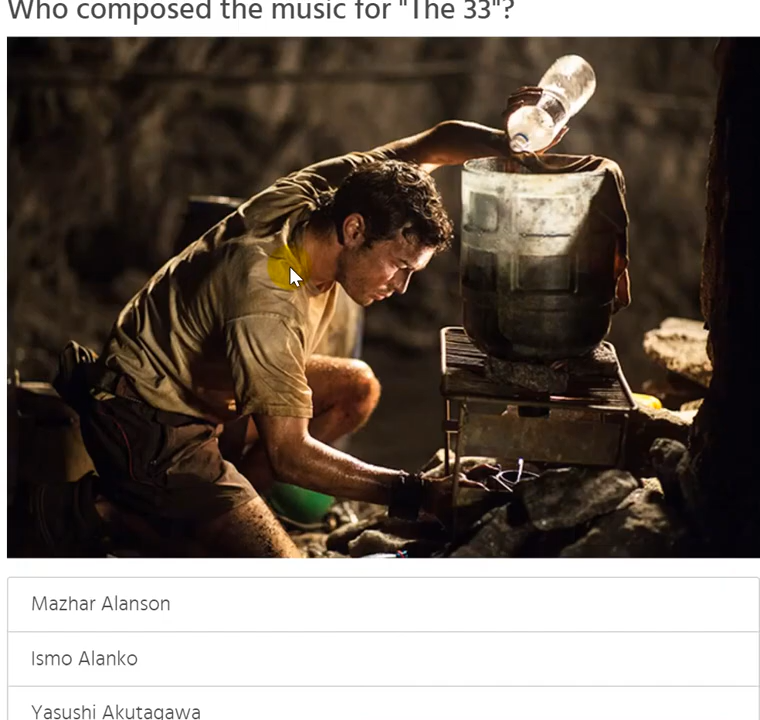 Who composed the music for "The 33"?
Mazhar Alanson
Ismo Alanko
Yasushi Akutagawa